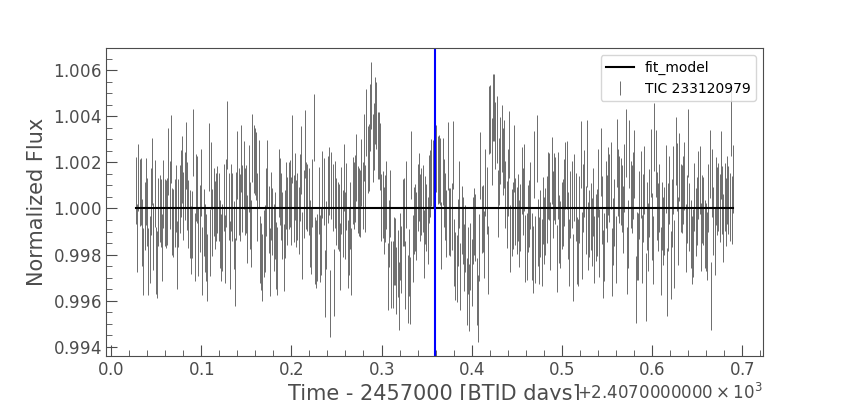 1.006
1.004
1.002
1.000
0.998
0.996
0.994
Normalized Flux
fit_model
TIC 233120979
0.0 0.1 0.2 0.3 0.4 0.5 0.6 0.7
Time - 2457000 [BTJD days]
+2.4070000000 × 10³